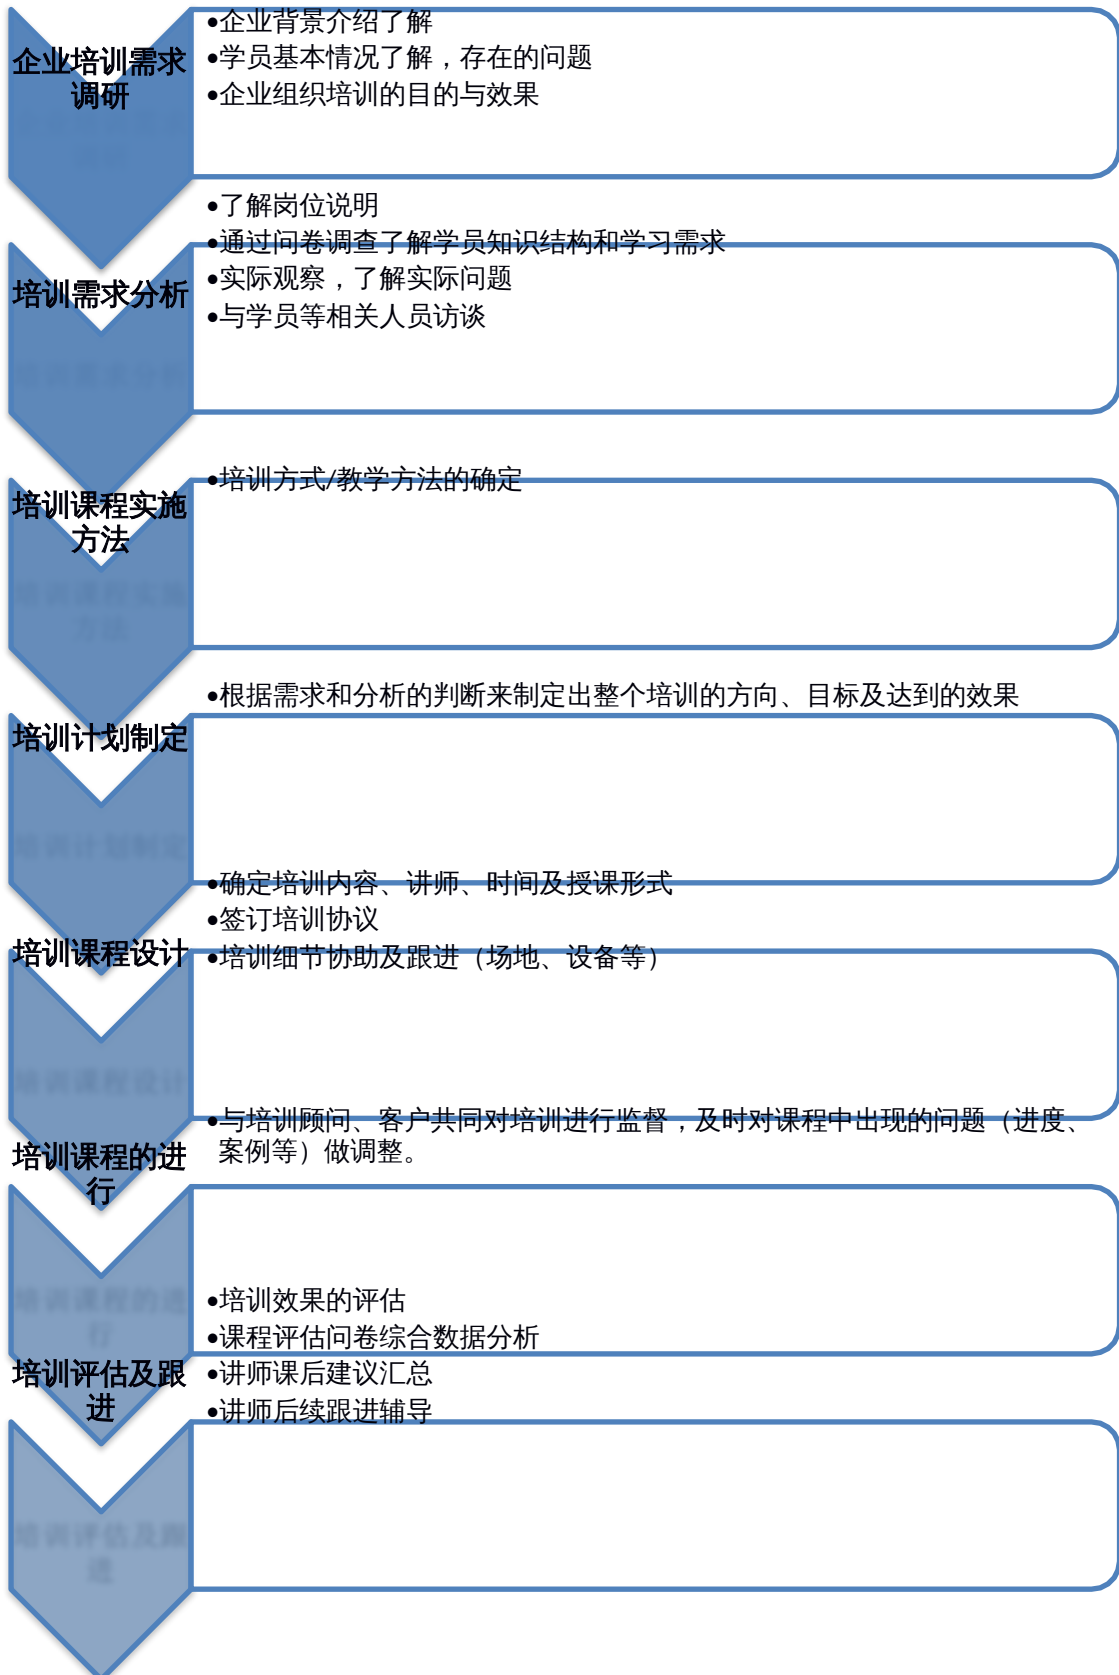 企业培训需求
调研
•企业背景介绍了解
•学员基本情况了解，存在的问题
•企业组织培训的目的与效果
培训需求分析
•了解岗位说明
•通过问卷调查了解学员知识结构和学习需求
•实际观察，了解实际问题
•与学员等相关人员访谈
培训课程实施
方法
•培训方式/教学方法的确定
培训计划制定
•根据需求和分析的判断来制定出整个培训的方向、目标及达到的效果
培训课程设计
•确定培训内容、讲师、时间及授课形式
•签订培训协议
•培训细节协助及跟进（场地、设备等）
培训课程的进
行
•与培训顾问、客户共同对培训进行监督，及时对课程中出现的问题（进度、
案例等）做调整。
培训评估及跟
进
•培训效果的评估
•课程评估问卷综合数据分析
•讲师课后建议汇总
•讲师后续跟进辅导